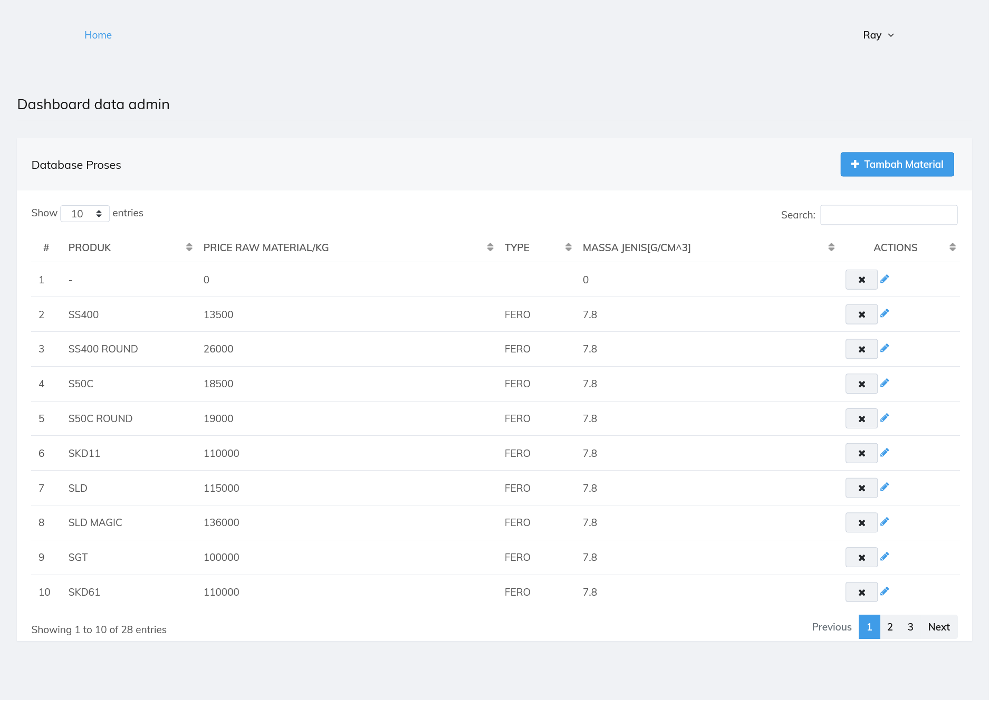 Home
Ray
Dashboard data admin
Database Proses
Tambah Material
Show 10 entries
Search:
# PRODUK PRICE RAW MATERIAL/KG TYPE MASSA JENIS[G/CM^3] ACTIONS
1 - 0 0
2 SS400 13500 FERO 7.8
3 SS400 ROUND 26000 FERO 7.8
4 S50C 18500 FERO 7.8
5 S50C ROUND 19000 FERO 7.8
6 SKD11 110000 FERO 7.8
7 SLD 115000 FERO 7.8
8 SLD MAGIC 136000 FERO 7.8
9 SGT 100000 FERO 7.8
10 SKD61 110000 FERO 7.8
Showing 1 to 10 of 28 entries
Previous 1 2 3 Next